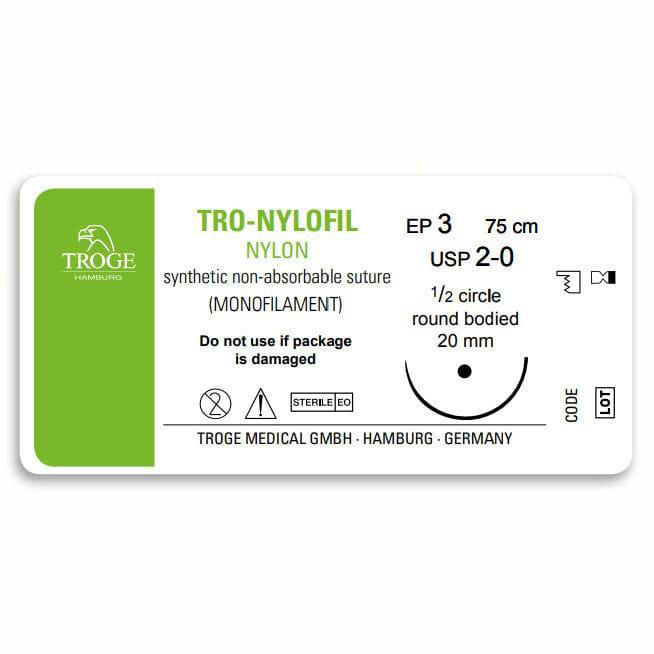 TROGE
HAMBURG
TRO-NYLOFIL
NYLON
synthetic non-absorbable suture
(MONOFILAMENT)
Do not use if package
is damaged
2
STERILE EO
EP 3 75 cm
USP 2-0
1/2 circle
round bodied
20 mm
TROGE MEDICAL GMBH · HAMBURG · GERMANY
CODE
LOT